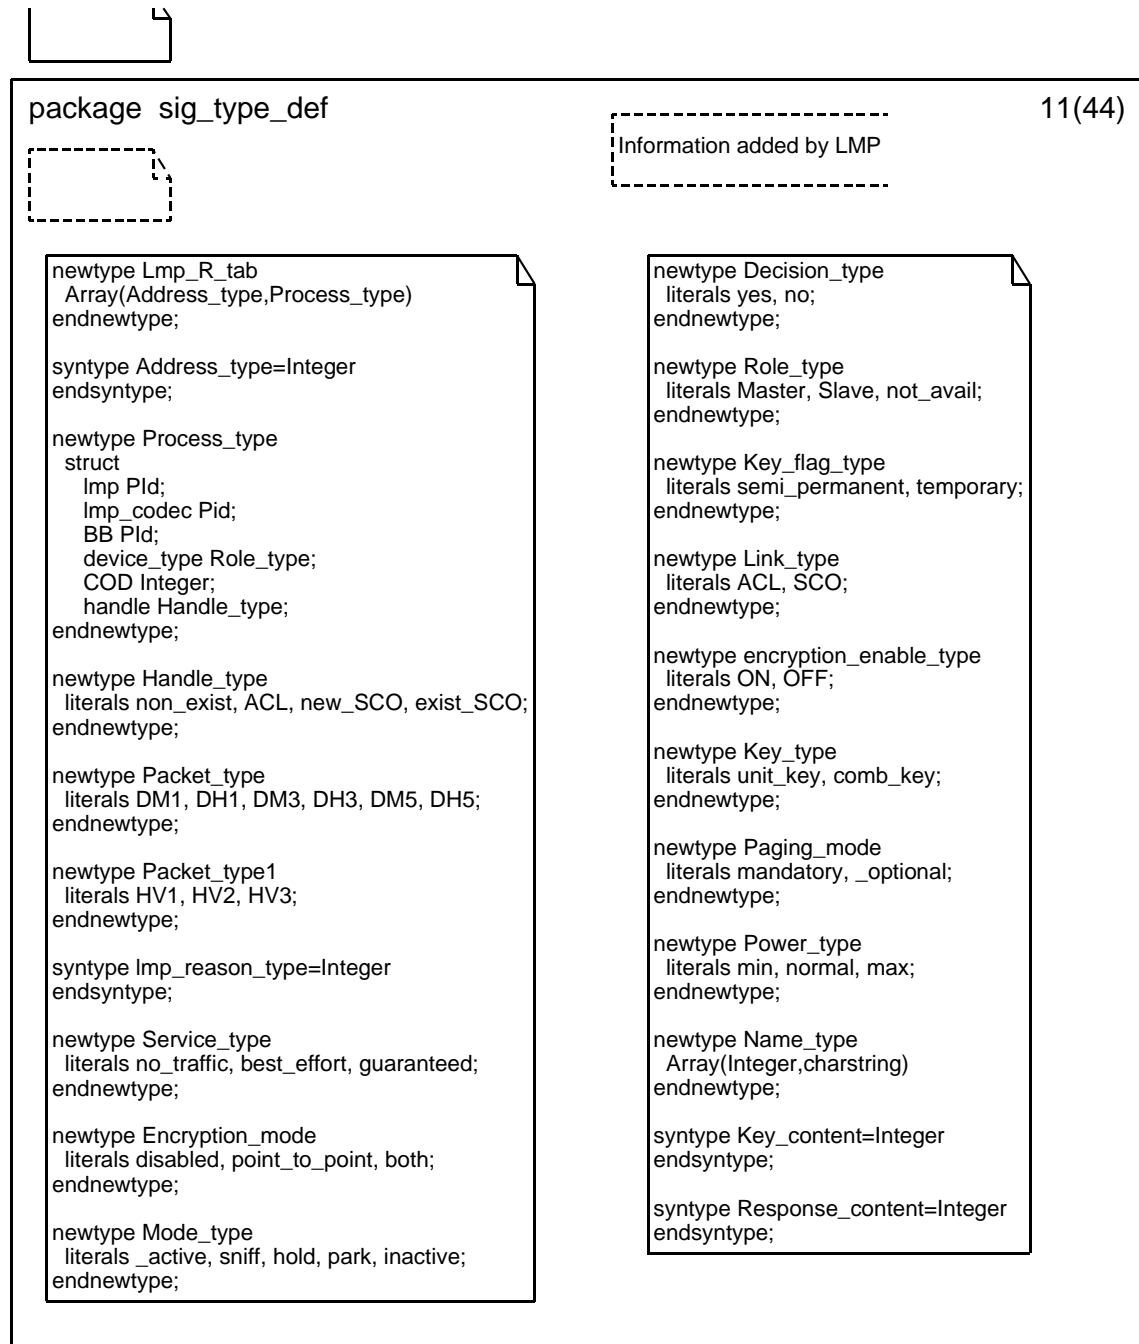 package sig_type_def
11(44)
Information added by LMP
newtype Lmp_R_tab
Array(Address_type,Process_type)
endnewtype;
syntype Address_type=Integer
endsyntype;
newtype Process_type
struct
lmp PId;
lmp_codec Pid;
BB PId;
device_type Role_type;
COD Integer;
handle Handle_type;
endnewtype;
newtype Handle_type
literals non_exist, ACL, new_SCO, exist_SCO;
endnewtype;
newtype Packet_type
literals DM1, DH1, DM3, DH3, DM5, DH5;
endnewtype;
newtype Packet_type1
literals HV1, HV2, HV3;
endnewtype;
syntype lmp_reason_type=Integer
endsyntype;
newtype Service_type
literals no_traffic, best_effort, guaranteed;
endnewtype;
newtype Encryption_mode
literals disabled, point_to_point, both;
endnewtype;
newtype Mode_type
literals _active, sniff, hold, park, inactive;
endnewtype;
newtype Decision_type
literals yes, no;
endnewtype;
newtype Role_type
literals Master, Slave, not_avail;
endnewtype;
newtype Key_flag_type
literals semi_permanent, temporary;
endnewtype;
newtype Link_type
literals ACL, SCO;
endnewtype;
newtype encryption_enable_type
literals ON, OFF;
endnewtype;
newtype Key_type
literals unit_key, comb_key;
endnewtype;
newtype Paging_mode
literals mandatory, _optional;
endnewtype;
newtype Power_type
literals min, normal, max;
endnewtype;
newtype Name_type
Array(Integer,charstring)
endnewtype;
syntype Key_content=Integer
endsyntype;
syntype Response_content=Integer
endsyntype;